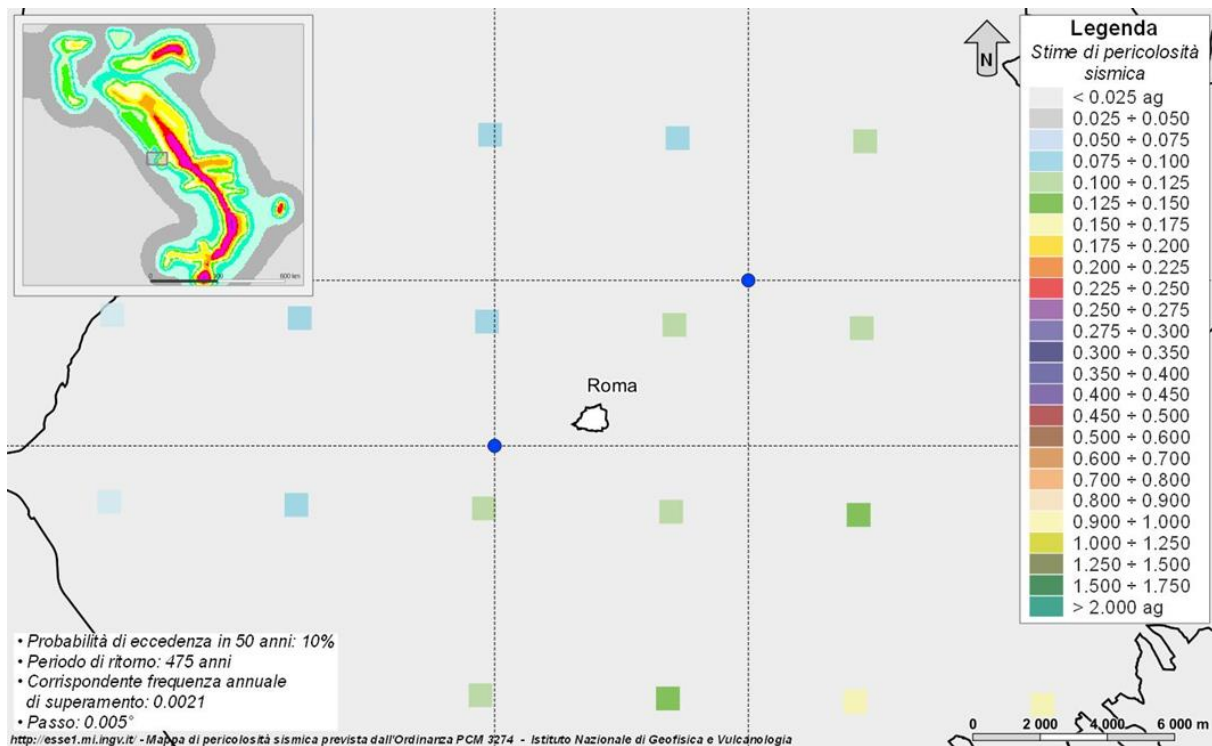 N
Legenda
Stime di pericolosità
sismica
< 0.025 ag
0.025 ÷ 0.050
0.050 ÷ 0.075
0.075 ÷ 0.100
0.100 ÷ 0.125
0.125 ÷ 0.150
0.150 ÷ 0.175
0.175 ÷ 0.200
0.200 ÷ 0.225
0.225 ÷ 0.250
0.250 ÷ 0.275
0.275 ÷ 0.300
0.300 ÷ 0.350
0.350 ÷ 0.400
0.400 ÷ 0.450
0.450 ÷ 0.500
0.500 ÷ 0.600
0.600 ÷ 0.700
0.700 ÷ 0.800
0.800 ÷ 0.900
0.900 ÷ 1.000
1.000 ÷ 1.250
1.250 ÷ 1.500
1.500 ÷ 1.750
> 2.000 ag
0 600 km
Roma
• Probabilità di eccedenza in 50 anni: 10%
• Periodo di ritorno: 475 anni
• Corrispondente frequenza annuale
di superamento: 0.0021
• Passo: 0.005°
0 2 000 4 000 6 000 m
http://esse1.mi.ingv.it/ - Mappa di pericolosità sismica prevista dall'Ordinanza PCM 3274 - Istituto Nazionale di Geofisica e Vulcanologia